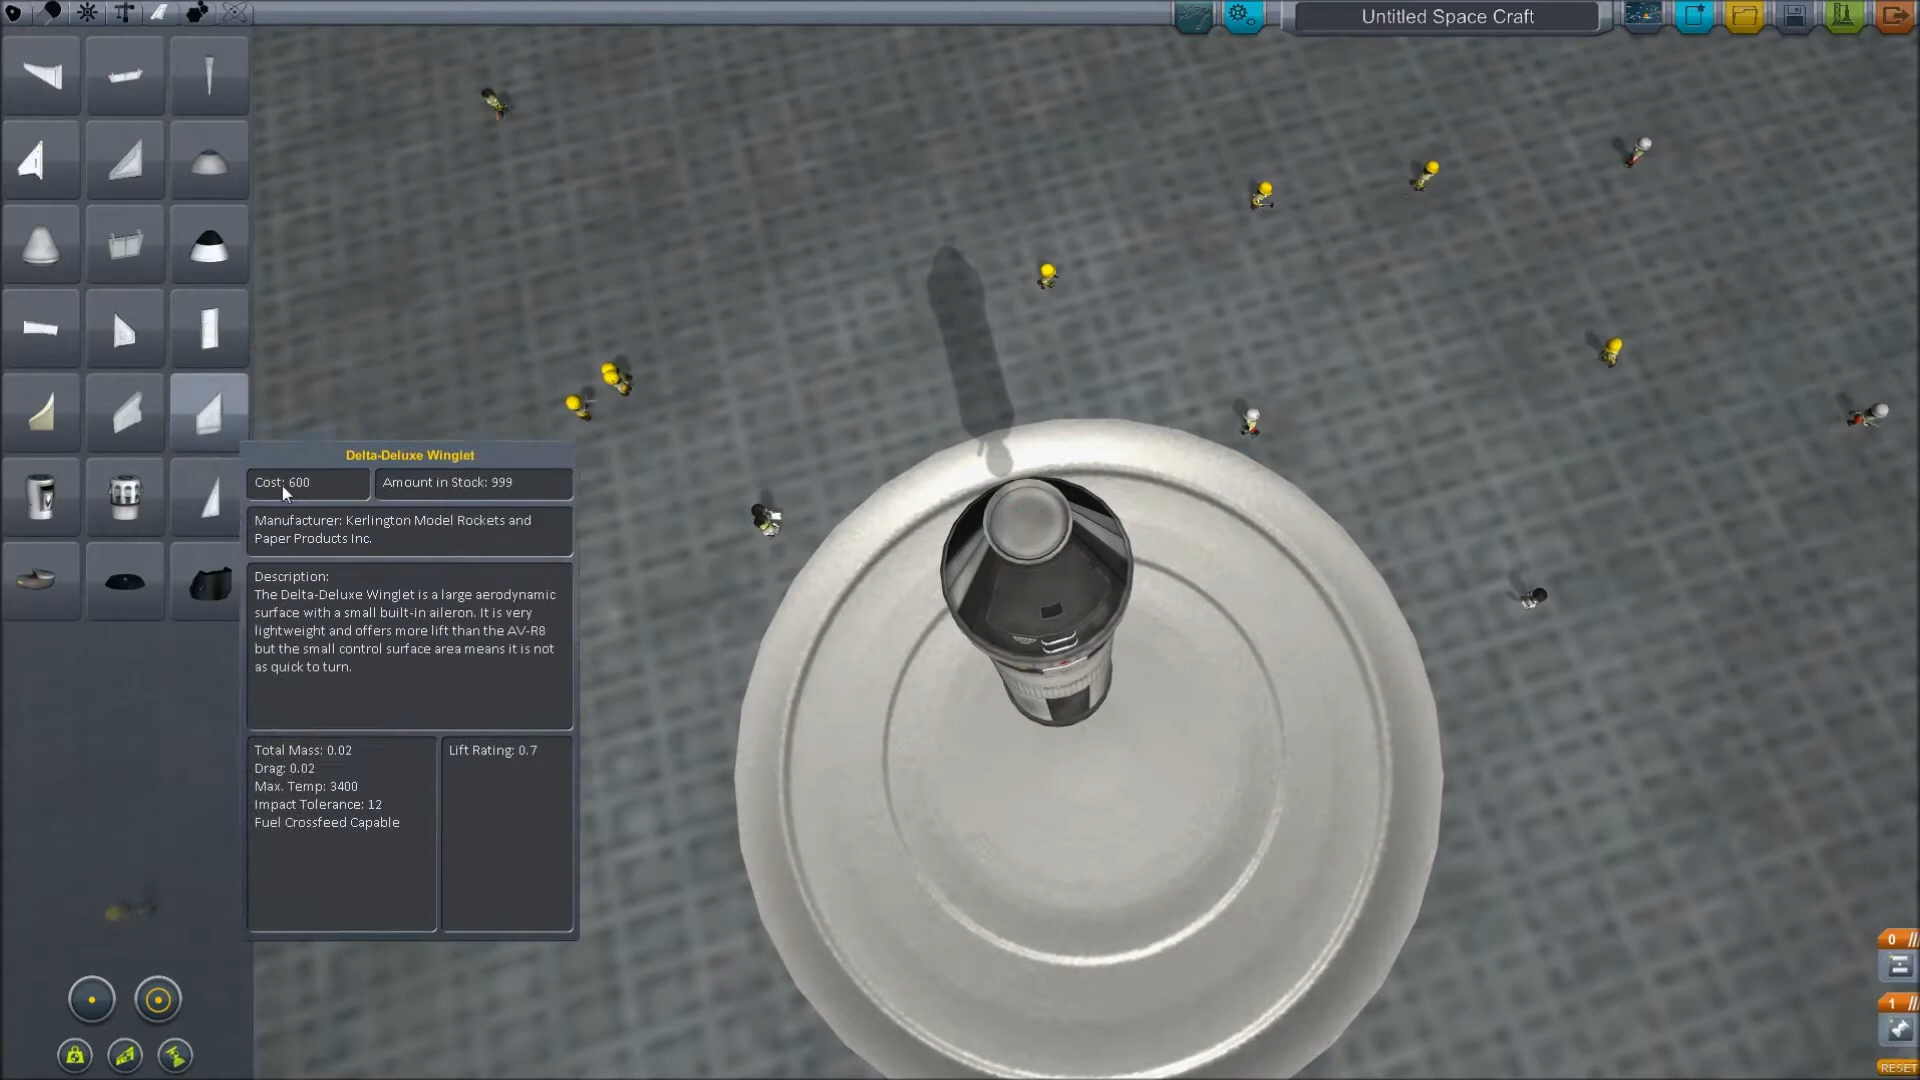 Untitled Space Craft
Delta-Deluxe Winglet
Cost: 600
Amount in Stock: 999
Manufacturer: Kerlington Model Rockets and
Paper Products Inc.
Description:
The Delta-Deluxe Winglet is a large aerodynamic
surface with a small built-in aileron. It is very
lightweight and offers more lift than the AV-R8
but the small control surface area means it is not
as quick to turn.
Total Mass: 0.02
Drag: 0.02
Max. Temp: 3400
Impact Tolerance: 12
Fuel Crossfeed Capable
Lift Rating: 0.7
0
1
RESET